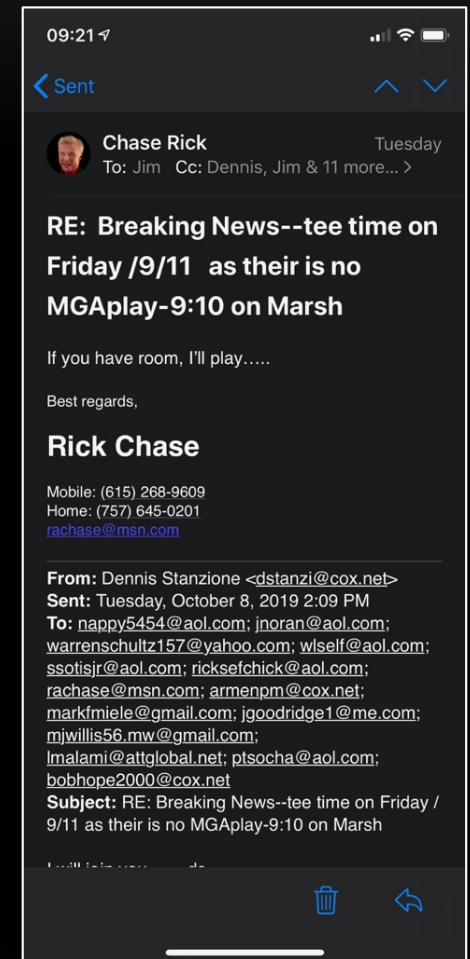 09:21
Sent
Chase Rick
Tuesday
To: Jim Cc: Dennis, Jim & 11 more... >
RE: Breaking News--tee time on
Friday /9/11 as their is no
MGAplay-9:10 on Marsh
If you have room, I'll play…..
Best regards,
Rick Chase
Mobile: (615) 268-9609
Home: (757) 645-0201
rachase@msn.com
From: Dennis Stanzione <dstanzi@cox.net>
Sent: Tuesday, October 8, 2019 2:09 PM
To: nappy5454@aol.com; jnoran@aol.com;
warrenschultz157@yahoo.com; wlself@aol.com;
ssotisjr@aol.com; ricksefchick@aol.com;
rachase@msn.com; armenpm@cox.net;
markfmiele@gmail.com; jgoodridge1@me.com;
mjwillis56.mw@gmail.com;
lmalami@attglobal.net; ptsocha@aol.com;
bobhope2000@cox.net
Subject: RE: Breaking News--tee time on Friday /
9/11 as their is no MGAplay-9:10 on Marsh